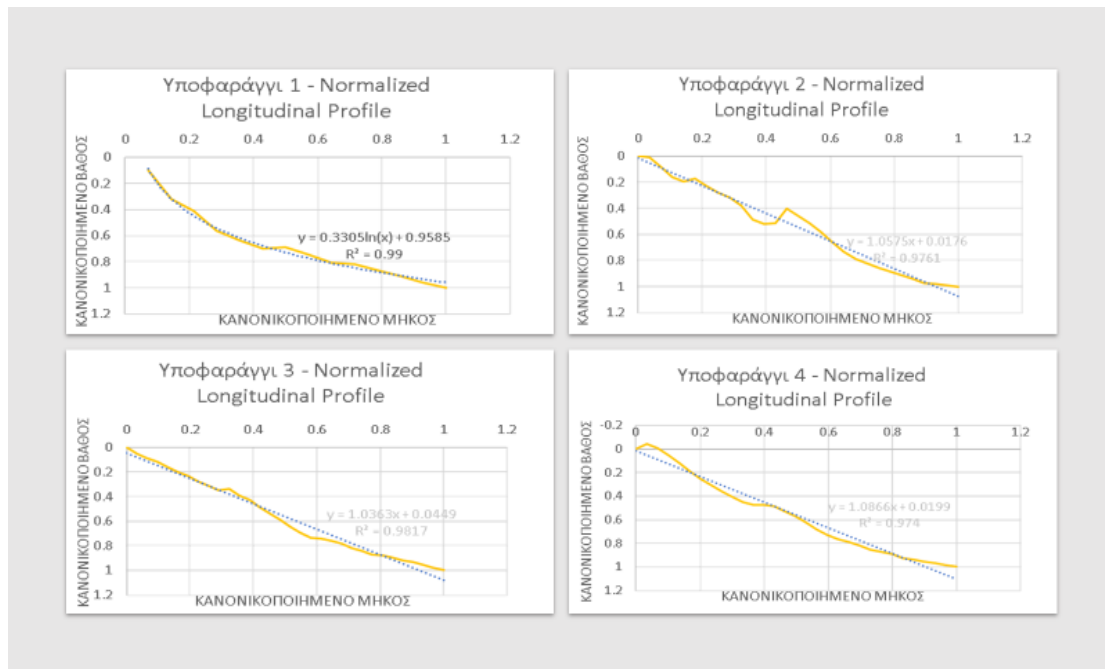 Υποφαράγγι 1 - Normalized
Longitudinal Profile
0 0.2 0.4 0.6 0.8 1 1.2
0
0.2
0.4
0.6
0.8
1
1.2
ΚΑΝΟΝΙΚΟΠΟΙΗΜΕΝΟ ΒΑΘΟΣ
y = 0.3305ln(x) + 0.9585
R² = 0.99
ΚΑΝΟΝΙΚΟΠΟΙΗΜΕΝΟ ΜΗΚΟΣ
Υποφαράγγι 2 - Normalized
Longitudinal Profile
0 0.2 0.4 0.6 0.8 1 1.2
0
0.2
0.4
0.6
0.8
1
1.2
ΚΑΝΟΝΙΚΟΠΟΙΗΜΕΝΟ ΒΑΘΟΣ
y = 1.0575x + 0.0176
R² = 0.9761
ΚΑΝΟΝΙΚΟΠΟΙΗΜΕΝΟ ΜΗΚΟΣ
Υποφαράγγι 3 - Normalized
Longitudinal Profile
0 0.2 0.4 0.6 0.8 1 1.2
0
0.2
0.4
0.6
0.8
1
1.2
ΚΑΝΟΝΙΚΟΠΟΙΗΜΕΝΟ ΒΑΘΟΣ
y = 1.0363x + 0.0449
R² = 0.9817
ΚΑΝΟΝΙΚΟΠΟΙΗΜΕΝΟ ΜΗΚΟΣ
Υποφαράγγι 4 - Normalized
Longitudinal Profile
0 0.2 0.4 0.6 0.8 1 1.2
-0.2
0
0.2
0.4
0.6
0.8
1
1.2
ΚΑΝΟΝΙΚΟΠΟΙΗΜΕΝΟ ΒΑΘΟΣ
y = 1.0866x + 0.0199
R² = 0.974
ΚΑΝΟΝΙΚΟΠΟΙΗΜΕΝΟ ΜΗΚΟΣ